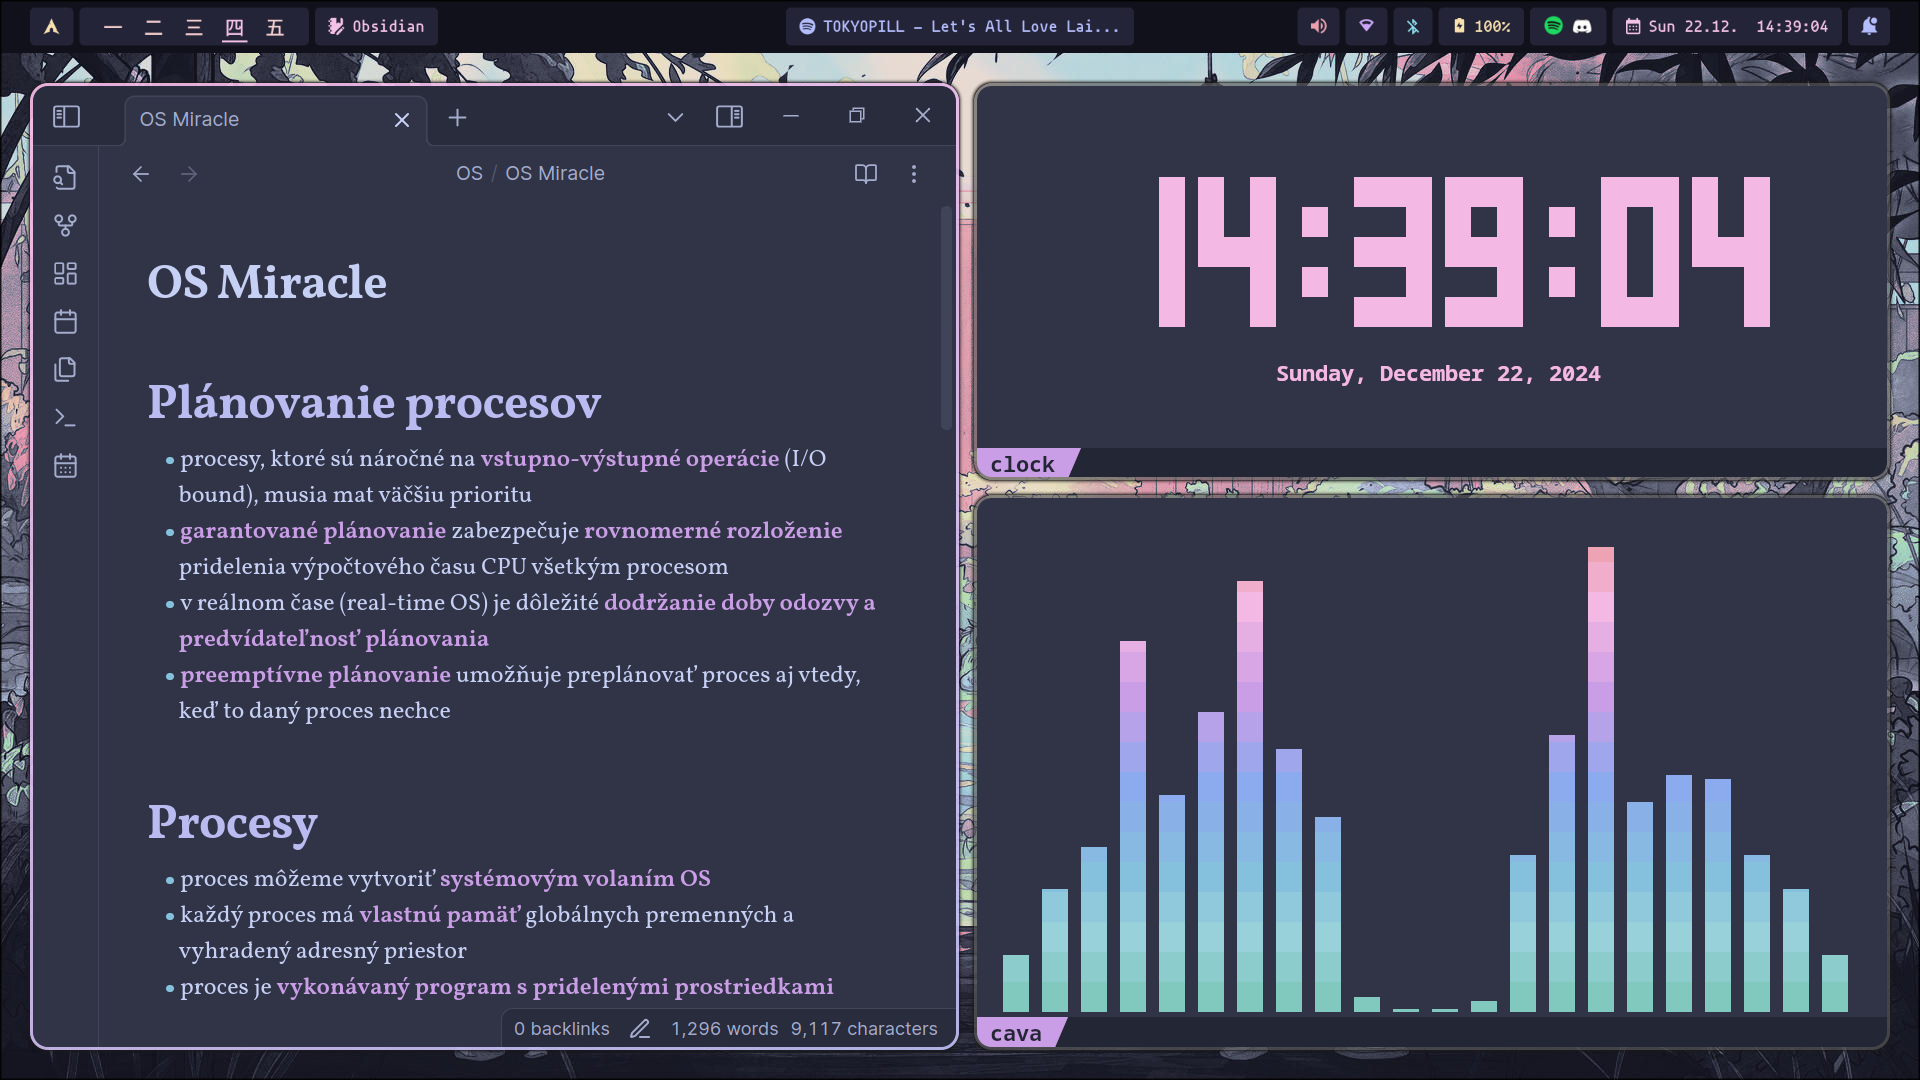 一 二 三 四 五
Obsidian
TOKYOPILL – Let's All Love Lai...
100%
Sun 22.12. 14:39:04
OS Miracle
OS / OS Miracle
OS Miracle
Plánovanie procesov
procesy, ktoré sú náročné na vstupno-výstupné operácie (I/O
bound), musia mat väčšiu prioritu
garantované plánovanie zabezpečuje rovnomerné rozloženie
pridelenia výpočtového času CPU všetkým procesom
v reálnom čase (real-time OS) je dôležité dodržanie doby odozvy a
predvídateľnosť plánovania
preemptívne plánovanie umožňuje preplánovať proces aj vtedy,
keď to daný proces nechce
Procesy
proces môžeme vytvoriť systémovým volaním OS
každý proces má vlastnú pamäť globálnych premenných a
vyhradený adresný priestor
proces je vykonávaný program s pridelenými prostriedkami
0 backlinks 1,296 words 9,117 characters
14:39:04
Sunday, December 22, 2024
clock
cava